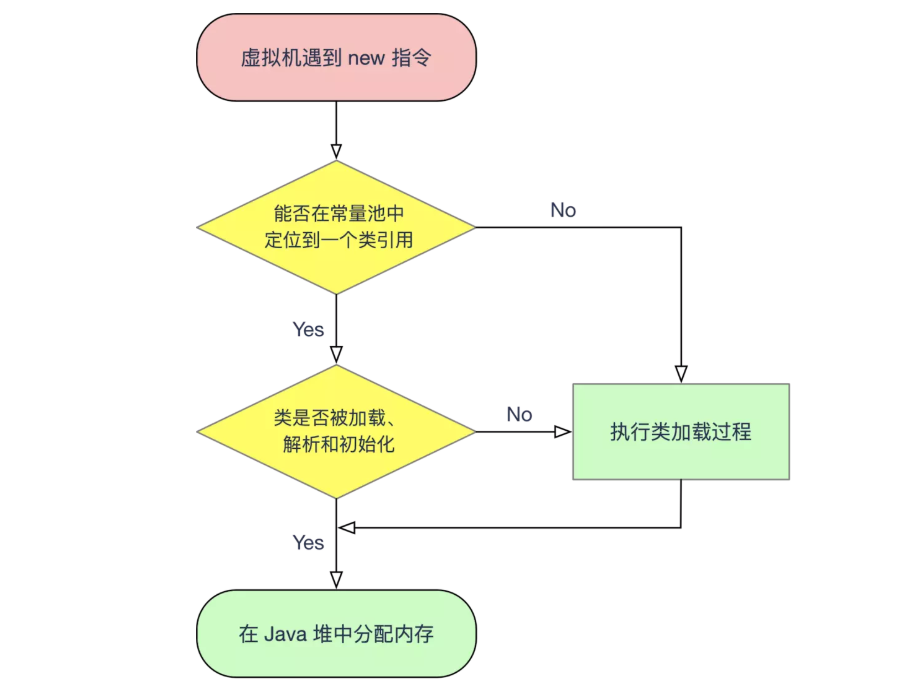 虚拟机遇到 new 指令
能否在常量池中
定位到一个类引用
No
Yes
类是否被加载、
解析和初始化
No
执行类加载过程
Yes
在 Java 堆中分配内存